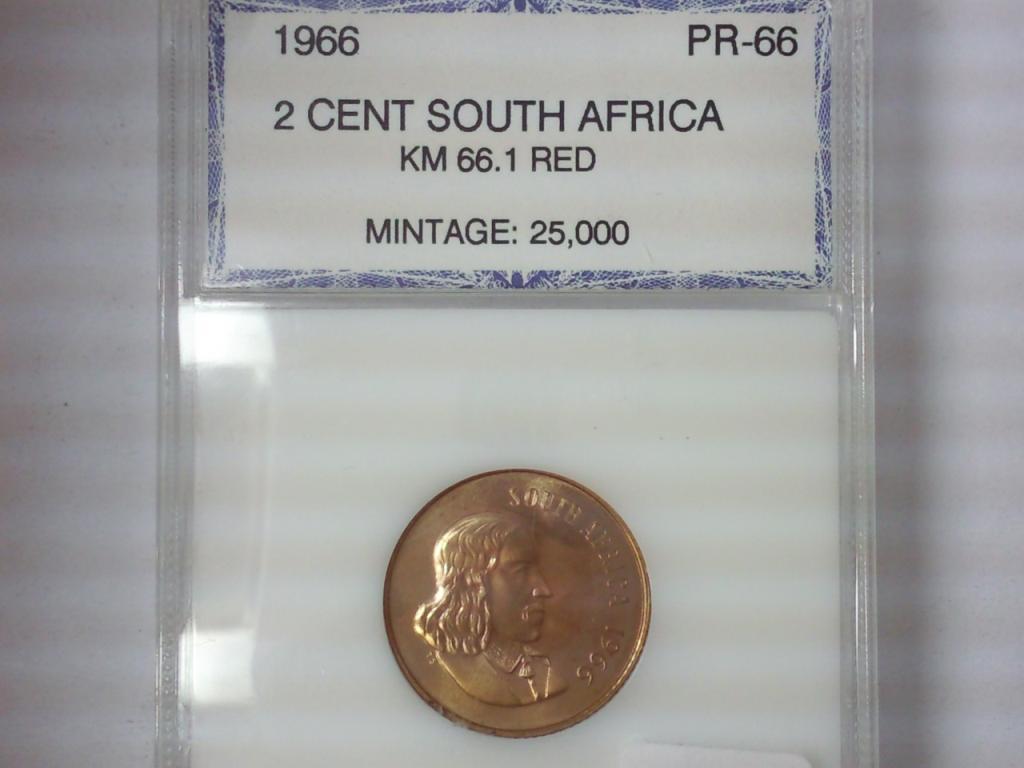 1966 PR-66
2 CENT SOUTH AFRICA
KM 66.1 RED
MINTAGE: 25,000
SOUTH AFRICA 1966